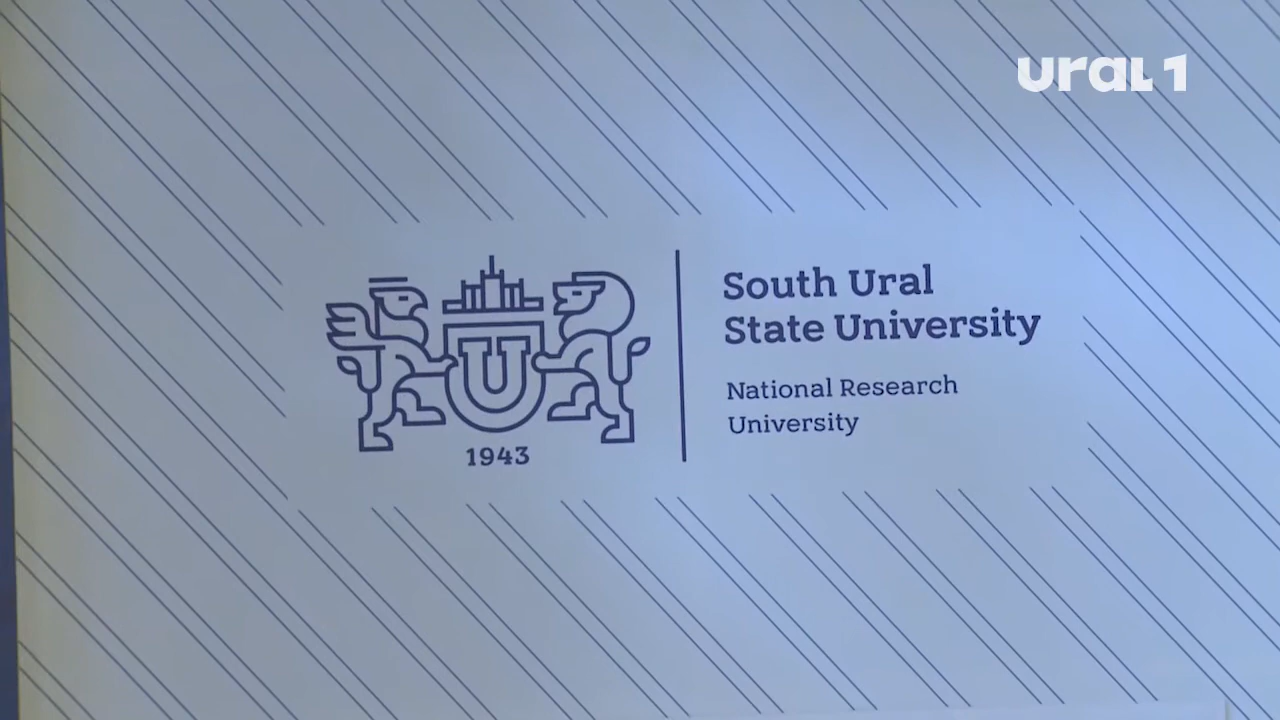 ural 1
South Ural
State University
National Research
University
U
1943